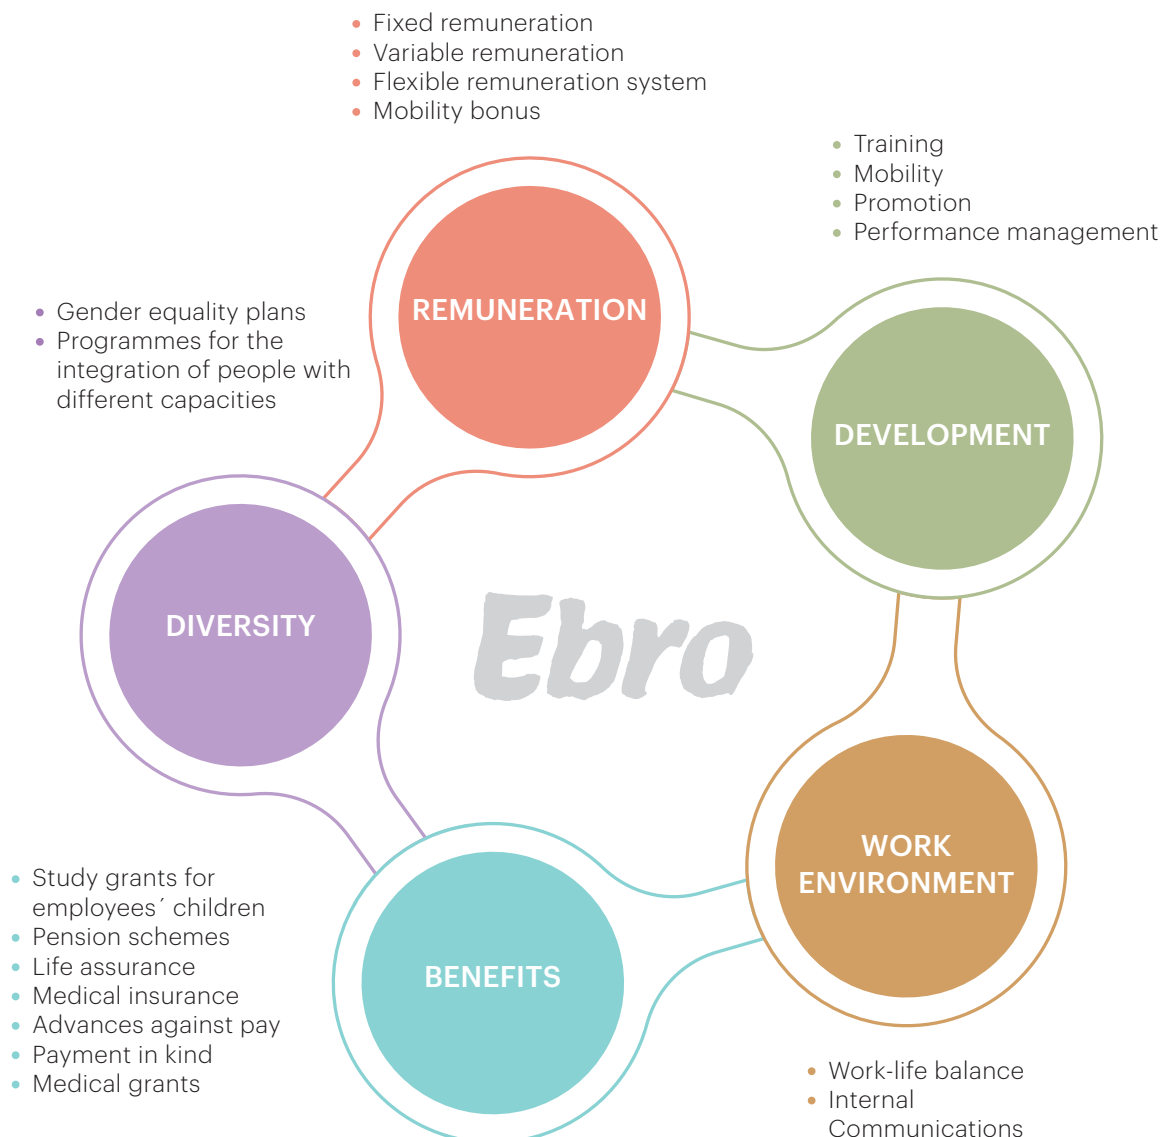 Fixed remuneration
Variable remuneration
Flexible remuneration system
Mobility bonus
Training
Mobility
Promotion
Performance management
REMUNERATION
Gender equality plans
Programmes for the
integration of people with
different capacities
DEVELOPMENT
DIVERSITY
Ebro
WORK
ENVIRONMENT
Study grants for
employees´ children
Pension schemes
Life assurance
Medical insurance
Advances against pay
Payment in kind
Medical grants
BENEFITS
Work-life balance
Internal
Communications